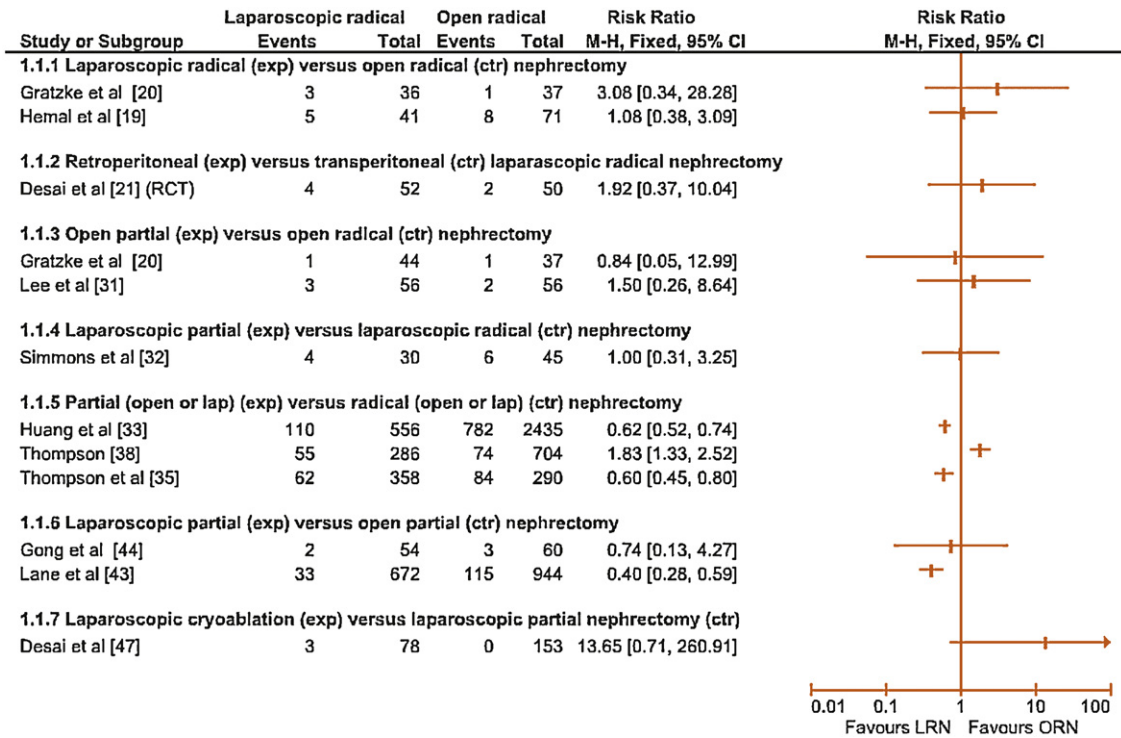 Laparoscopic radical Open radical Risk Ratio Risk Ratio
Study or Subgroup Events Total Events Total M-H, Fixed, 95% CI M-H, Fixed, 95% CI
1.1.1 Laparoscopic radical (exp) versus open radical (ctr) nephrectomy
Gratzke et al [20] 3 36 1 37 3.08 [0.34, 28.28]
Hemal et al [19] 5 41 8 71 1.08 [0.38, 3.09]
1.1.2 Retroperitoneal (exp) versus transperitoneal (ctr) laparascopic radical nephrectomy
Desai et al [21] (RCT) 4 52 2 50 1.92 [0.37, 10.04]
1.1.3 Open partial (exp) versus open radical (ctr) nephrectomy
Gratzke et al [20] 1 44 1 37 0.84 [0.05, 12.99]
Lee et al [31] 3 56 2 56 1.50 [0.26, 8.64]
1.1.4 Laparoscopic partial (exp) versus laparoscopic radical (ctr) nephrectomy
Simmons et al [32] 4 30 6 45 1.00 [0.31, 3.25]
1.1.5 Partial (open or lap) (exp) versus radical (open or lap) (ctr) nephrectomy
Huang et al [33] 110 556 782 2435 0.62 [0.52, 0.74]
Thompson [38] 55 286 74 704 1.83 [1.33, 2.52]
Thompson et al [35] 62 358 84 290 0.60 [0.45, 0.80]
1.1.6 Laparoscopic partial (exp) versus open partial (ctr) nephrectomy
Gong et al [44] 2 54 3 60 0.74 [0.13, 4.27]
Lane et al [43] 33 672 115 944 0.40 [0.28, 0.59]
1.1.7 Laparoscopic cryoablation (exp) versus laparoscopic partial nephrectomy (ctr)
Desai et al [47] 3 78 0 153 13.65 [0.71, 260.91]
0.01 0.1 1 10 100
Favours LRN Favours ORN